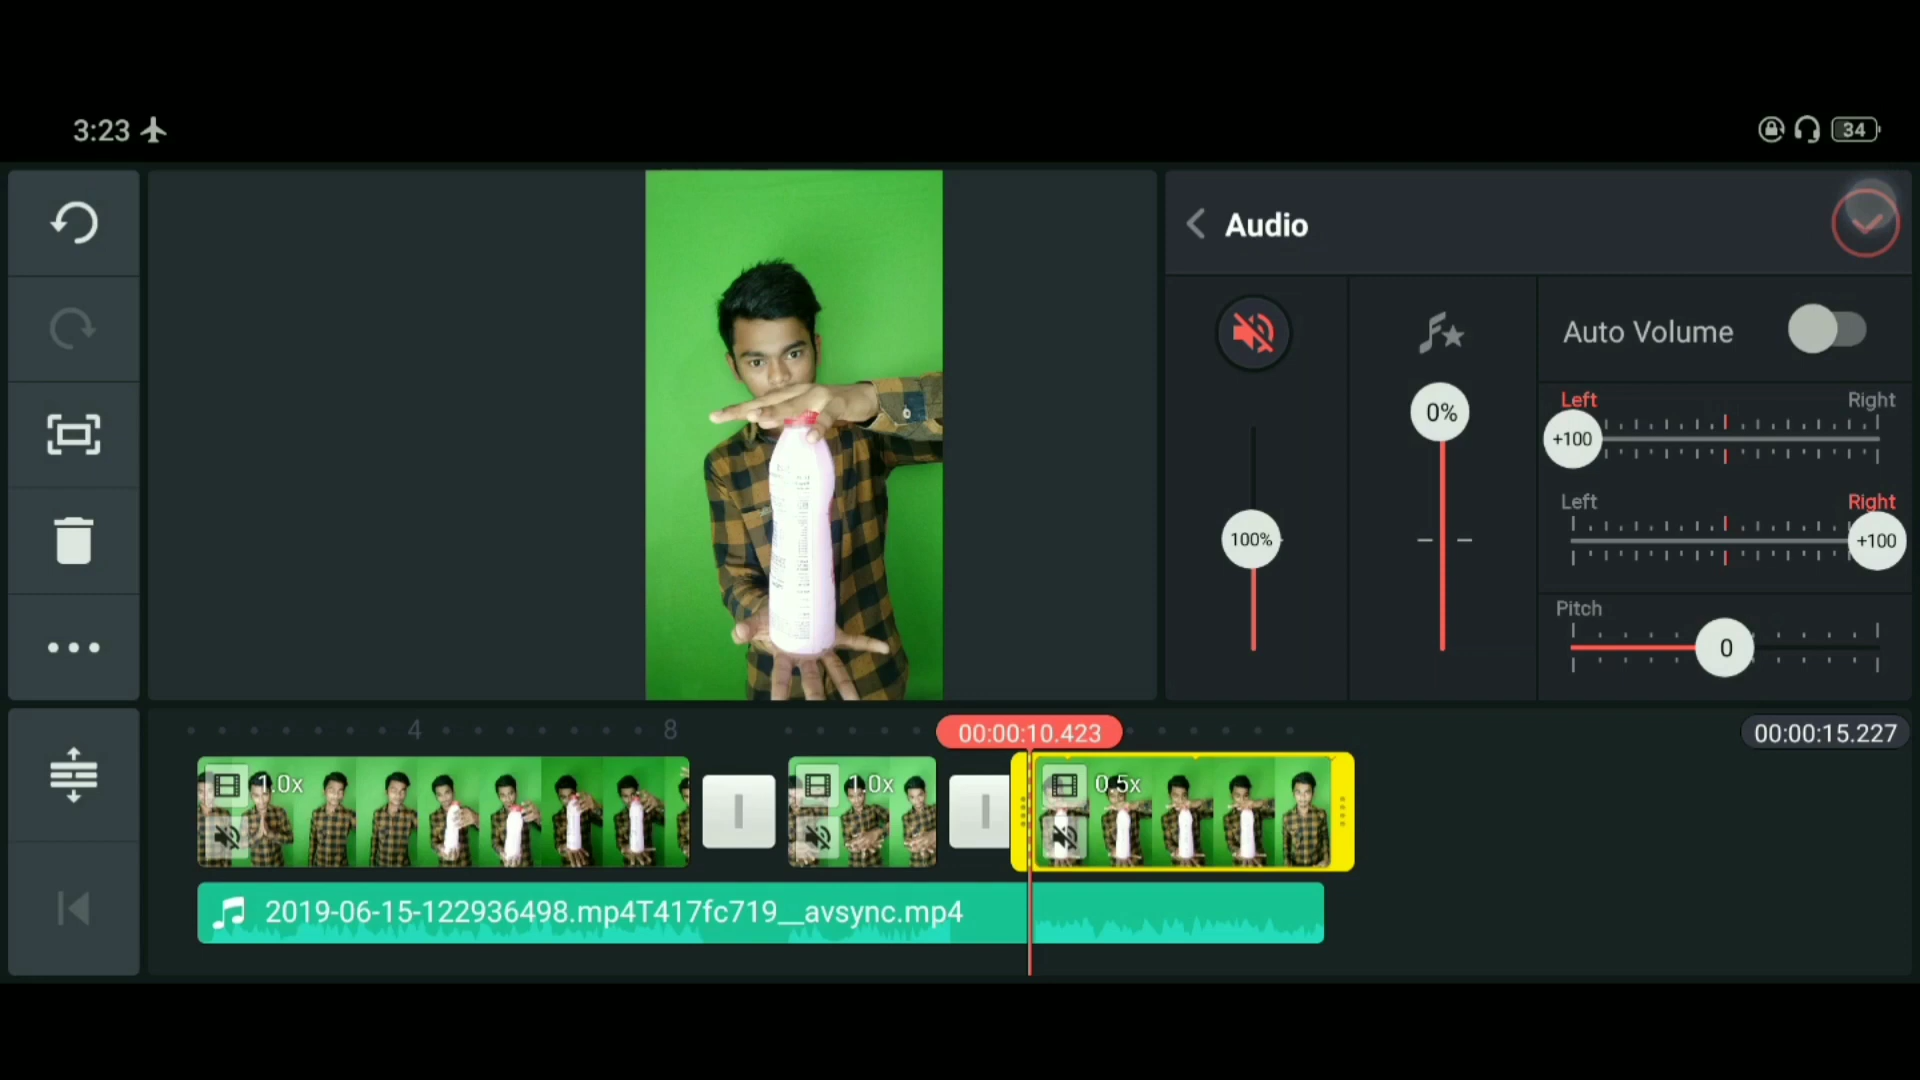 3:23
34
Audio
Auto Volume
0%
Left Right
+100
100%
Left Right
+100
Pitch
0
4 8
00:00:10.423
00:00:15.227
1.0x
1.0x
0.5x
2019-06-15-122936498.mp4T417fc719__avsync.mp4